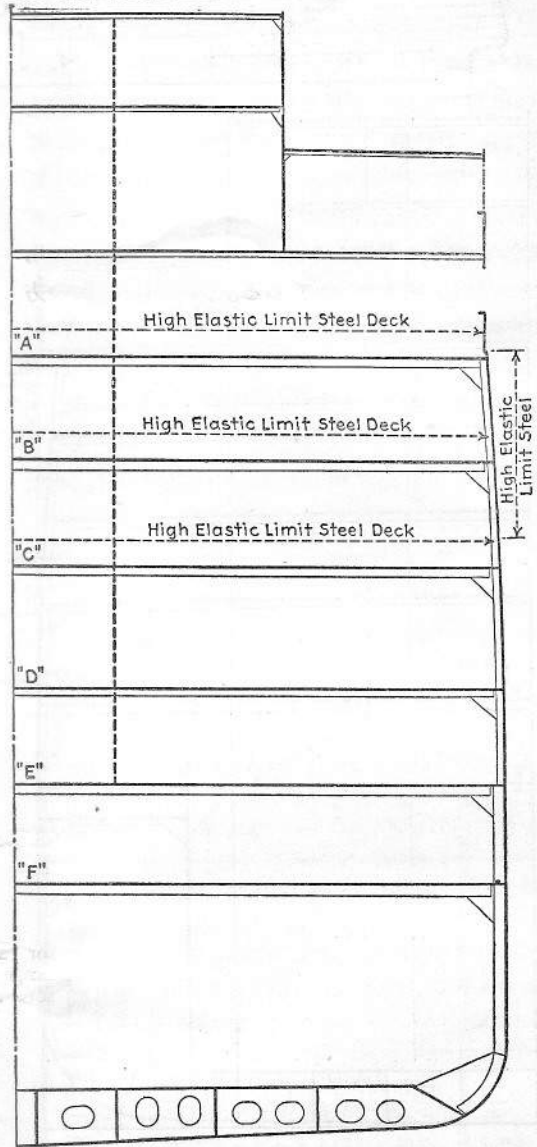 High Elastic Limit Steel Deck
"A"
High Elastic Limit Steel Deck
"B"
High Elastic
Limit Steel
High Elastic Limit Steel Deck
"C"
"D"
"E"
"F"